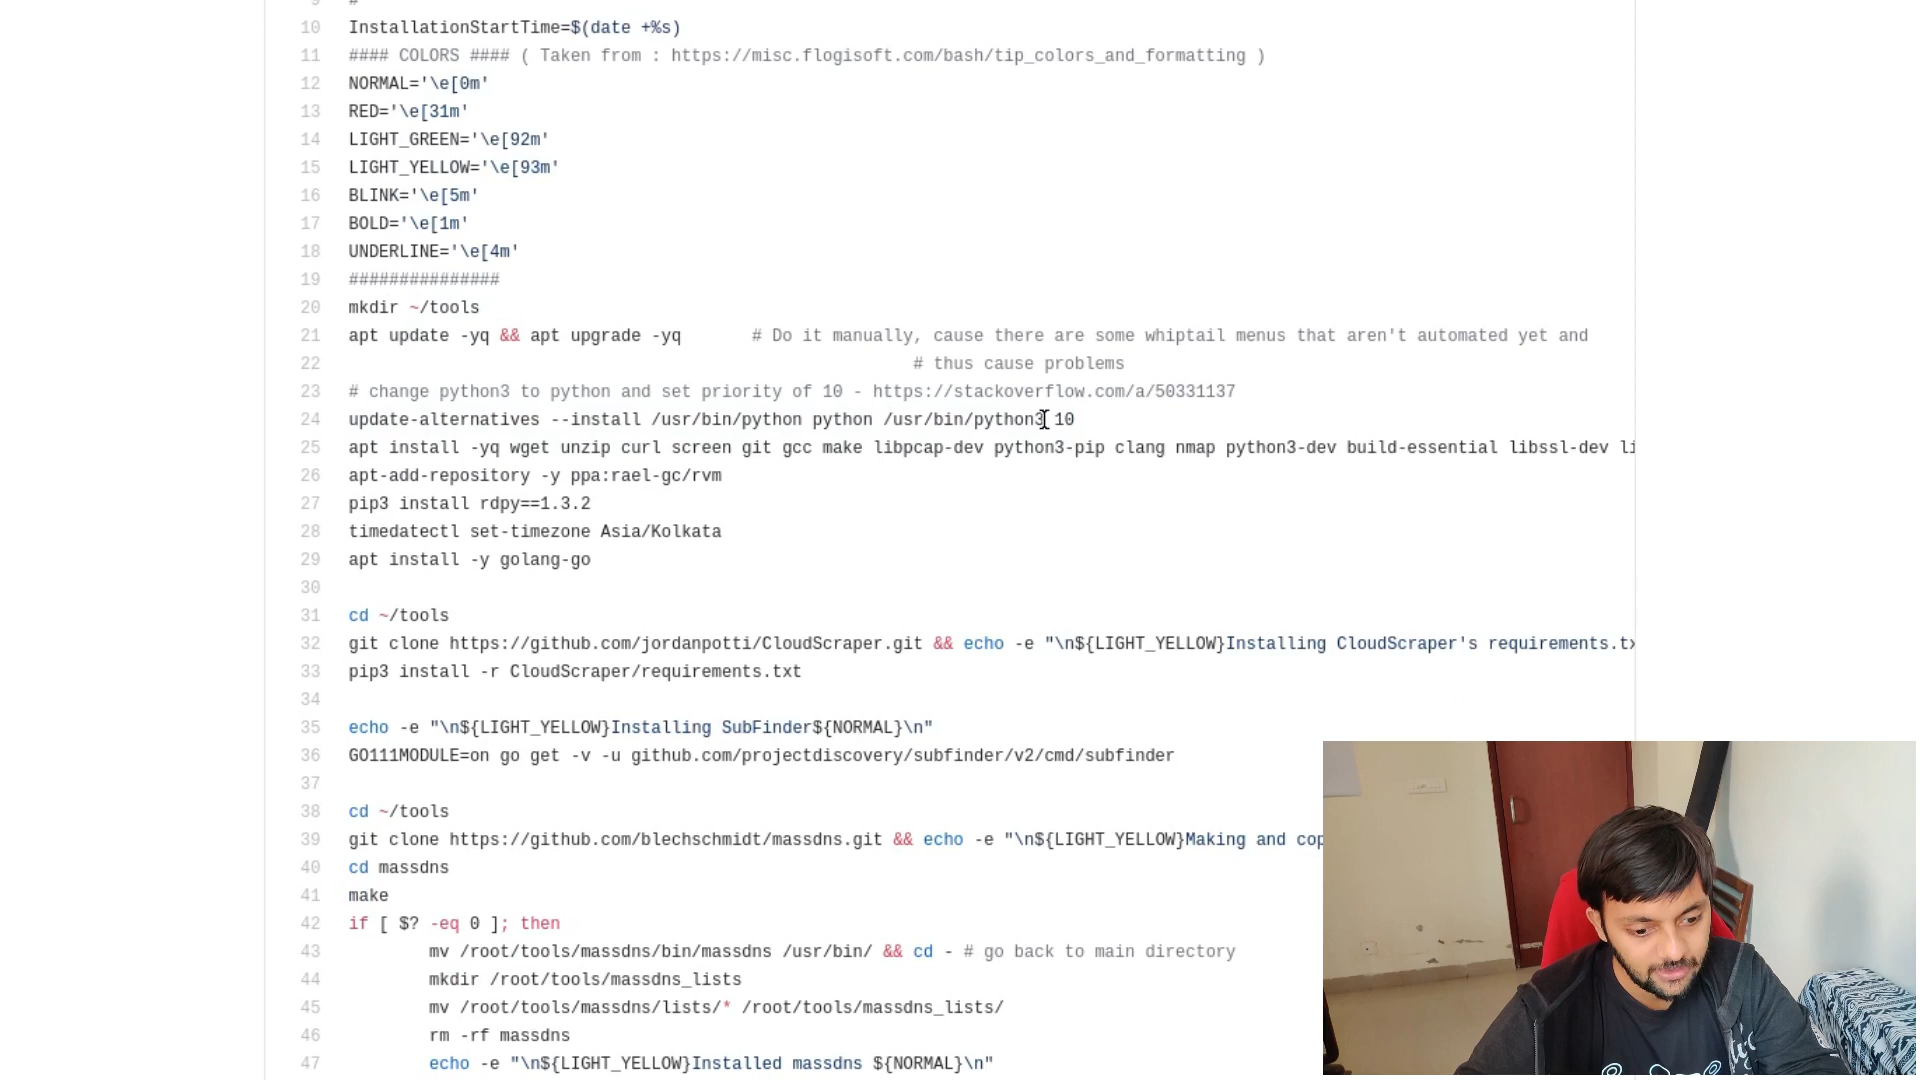 9 #
10 InstallationStartTime=$(date +%s)
11 #### COLORS #### ( Taken from : https://misc.flogisoft.com/bash/tip_colors_and_formatting )
12 NORMAL='\e[0m'
13 RED='\e[31m'
14 LIGHT_GREEN='\e[92m'
15 LIGHT_YELLOW='\e[93m'
16 BLINK='\e[5m'
17 BOLD='\e[1m'
18 UNDERLINE='\e[4m'
19 ###############
20 mkdir ~/tools
21 apt update -yq && apt upgrade -yq # Do it manually, cause there are some whiptail menus that aren't automated yet and
22 # thus cause problems
23 # change python3 to python and set priority of 10 - https://stackoverflow.com/a/50331137
24 update-alternatives --install /usr/bin/python python /usr/bin/python3 10
25 apt install -yq wget unzip curl screen git gcc make libpcap-dev python3-pip clang nmap python3-dev build-essential libssl-dev li
26 apt-add-repository -y ppa:rael-gc/rvm
27 pip3 install rdpy==1.3.2
28 timedatectl set-timezone Asia/Kolkata
29 apt install -y golang-go
30
31 cd ~/tools
32 git clone https://github.com/jordanpotti/CloudScraper.git && echo -e "\n${LIGHT_YELLOW}Installing CloudScraper's requirements.tx
33 pip3 install -r CloudScraper/requirements.txt
34
35 echo -e "\n${LIGHT_YELLOW}Installing SubFinder${NORMAL}\n"
36 GO111MODULE=on go get -v -u github.com/projectdiscovery/subfinder/v2/cmd/subfinder
37
38 cd ~/tools
39 git clone https://github.com/blechschmidt/massdns.git && echo -e "\n${LIGHT_YELLOW}Making and cop
40 cd massdns
41 make
42 if [ $? -eq 0 ]; then
43 mv /root/tools/massdns/bin/massdns /usr/bin/ && cd - # go back to main directory
44 mkdir /root/tools/massdns_lists
45 mv /root/tools/massdns/lists/* /root/tools/massdns_lists/
46 rm -rf massdns
47 echo -e "\n${LIGHT_YELLOW}Installed massdns ${NORMAL}\n"